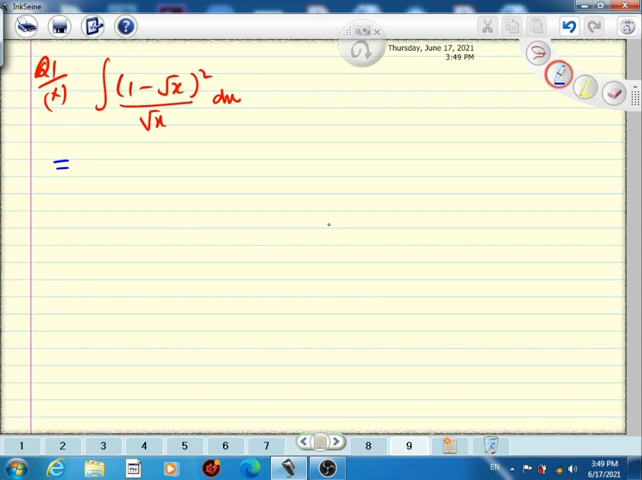 InkSeine
Thursday, June 17, 2021
3:49 PM
Q1
(x)
∫ (1 - √x)² / √x dx
=
1 2 3 4 5 6 7 8 9
EN
3:49 PM
6/17/2021